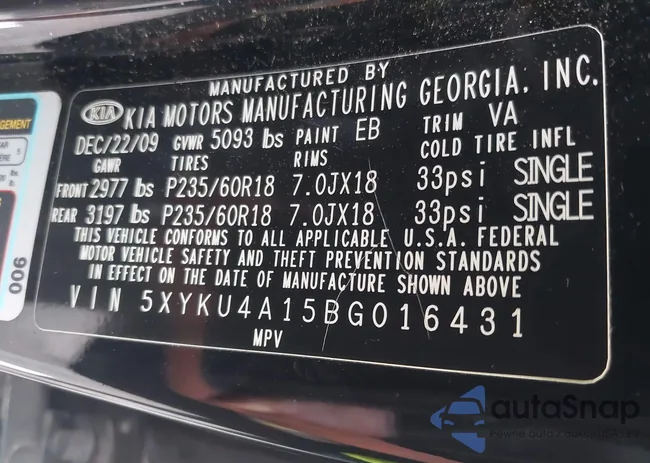 MANUFACTURED BY
KIA KIA MOTORS MANUFACTURING GEORGIA, INC.
DEC/22/09 GVWR 5093 lbs PAINT EB TRIM VA
GAWR TIRES RIMS COLD TIRE INFL
FRONT 2977 lbs P235/60R18 7.0JX18 33psi SINGLE
REAR 3197 lbs P235/60R18 7.0JX18 33psi SINGLE
THIS VEHICLE CONFORMS TO ALL APPLICABLE U.S.A. FEDERAL
MOTOR VEHICLE SAFETY AND THEFT PREVENTION STANDARDS
IN EFFECT ON THE DATE OF MANUFACTURE SHOWN ABOVE
VIN 5XYKU4A15BG016431
MPV
006
autaSnap